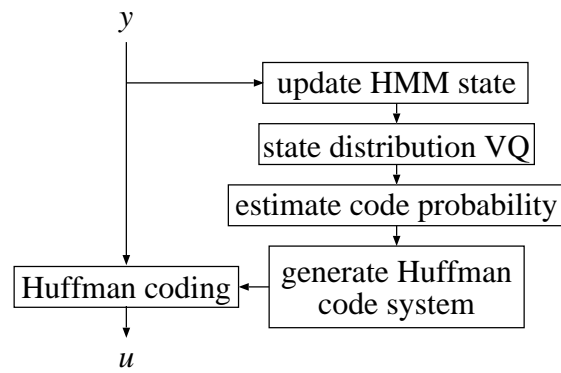 y
update HMM state
state distribution VQ
estimate code probability
generate Huffman
code system
Huffman coding
u